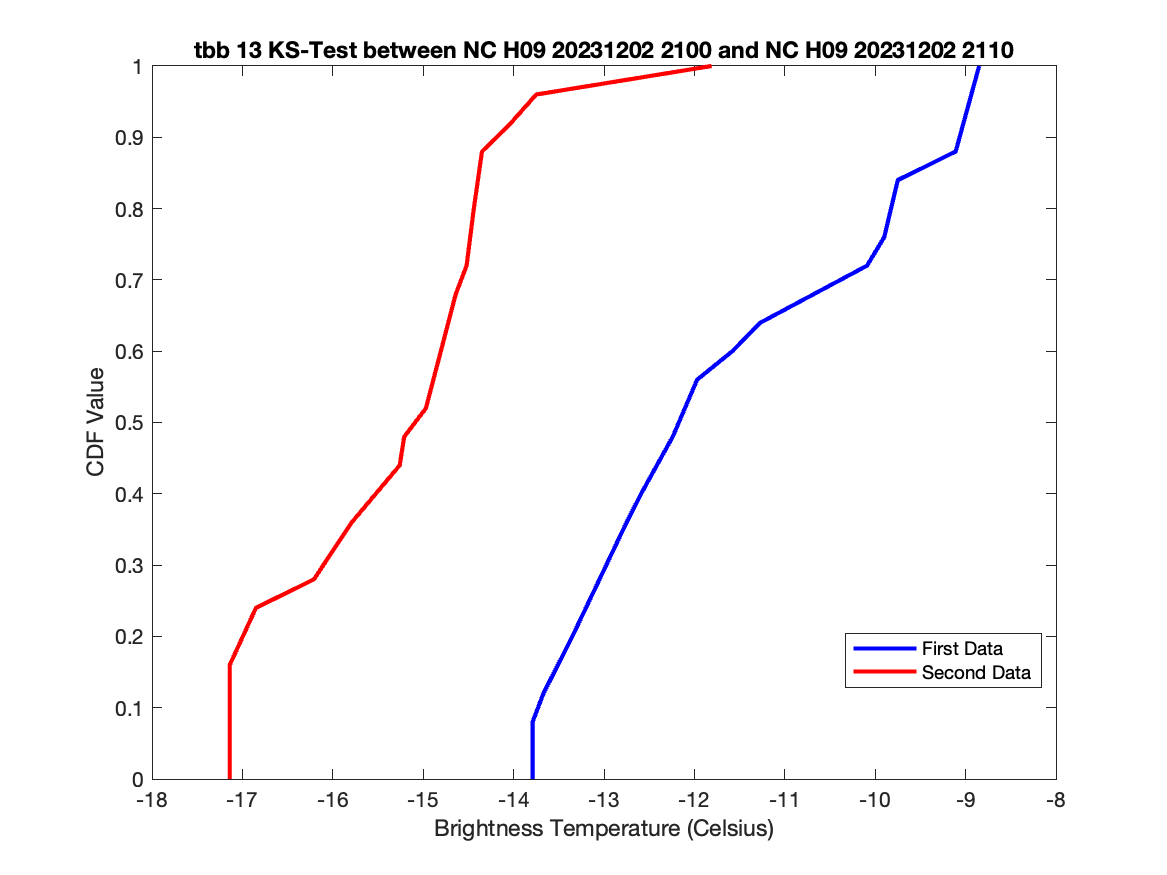 tbb 13 KS-Test between NC H09 20231202 2100 and NC H09 20231202 2110
1
0.9
0.8
0.7
0.6
0.5
0.4
0.3
0.2
0.1
0
CDF Value
First Data
Second Data
-18 -17 -16 -15 -14 -13 -12 -11 -10 -9 -8
Brightness Temperature (Celsius)